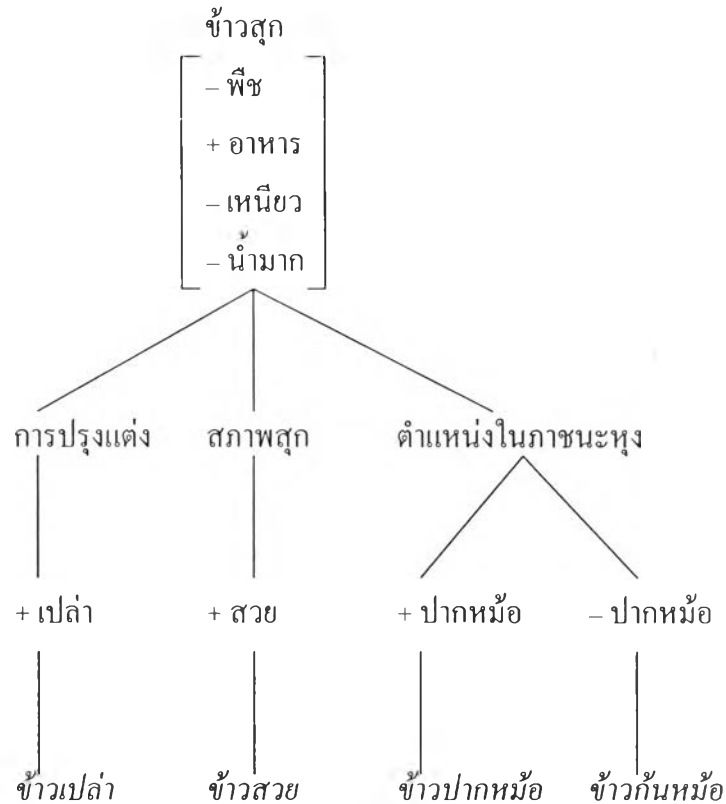 ข้าวสุก
– พืช
+ อาหาร
– เหนียว
– น้ำมาก
การปรุงแต่ง สภาพสุก ตำแหน่งในภาชนะหุง
+ เปล่า + สวย + ปากหม้อ – ปากหม้อ
ข้าวเปล่า ข้าวสวย ข้าวปากหม้อ ข้าวก้นหม้อ